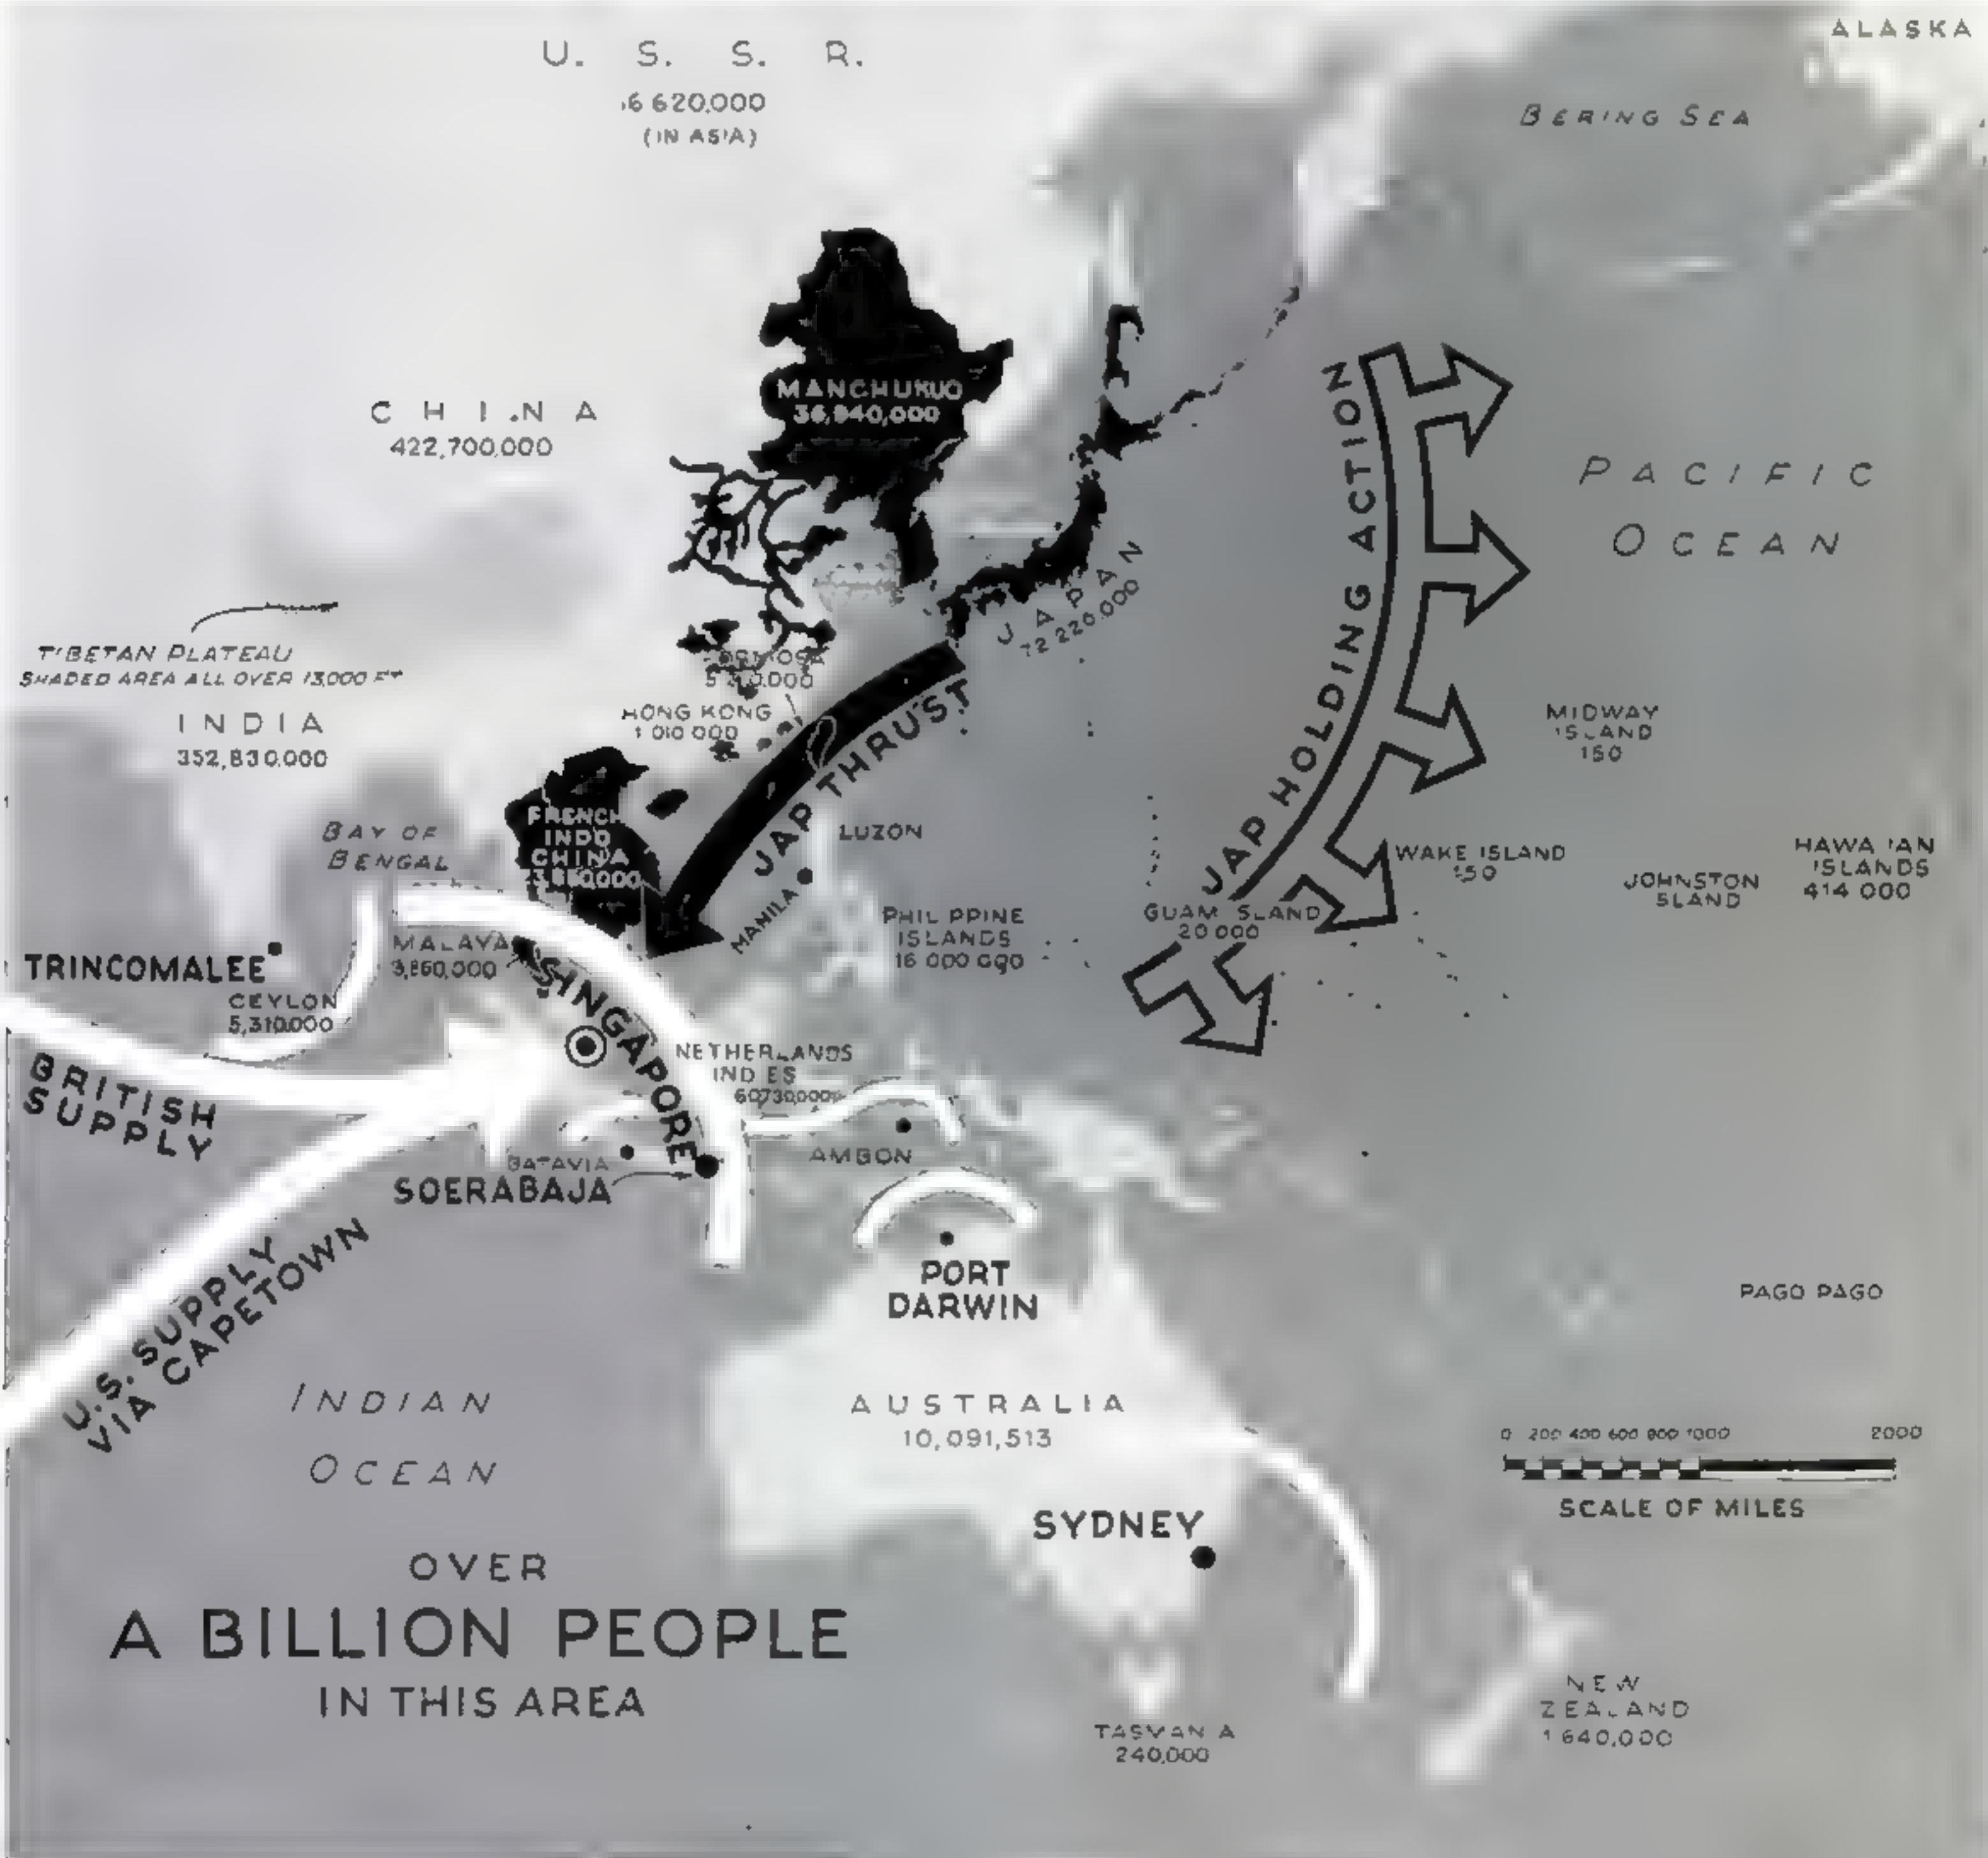 ALASKA
U. S. S. R.
(IN ASIA)
BERING SEA
MANCHUKUO
36,940,000
CHINA
422,700,000
PACIFIC
OCEAN
JAP HOLDING ACTION
JAPAN
72 220.000
TIBETAN PLATEAU
SHADED AREA ALL OVER 13,000 FT
INDIA
352,830.000
HONG KONG
1 010 000
JAP THRUST
MIDWAY
ISLAND
FRENCH
INDO
CHINA
BAY OF
BENGAL
LUZON
MANILA
WAKE ISLAND
HAWAIIAN
ISLANDS
414 000
JOHNSTON
ISLAND
GUAM ISLAND
20 000
PHILIPPINE
ISLANDS
16 000 000
MALAYA
3,860,000
TRINCOMALEE
CEYLON
5,310.000
SINGAPORE
NETHERLANDS
INDIES
60,730,000
BRITISH
SUPPLY
BATAVIA
SOERABAJA
AMBON
U.S. SUPPLY
VIA CAPETOWN
PORT
DARWIN
PAGO PAGO
INDIAN
OCEAN
AUSTRALIA
10,091,513
0 200 400 600 800 1000 2000
SCALE OF MILES
SYDNEY
OVER
A BILLION PEOPLE
IN THIS AREA
NEW
ZEALAND
1 640,000
TASMANIA
240,000